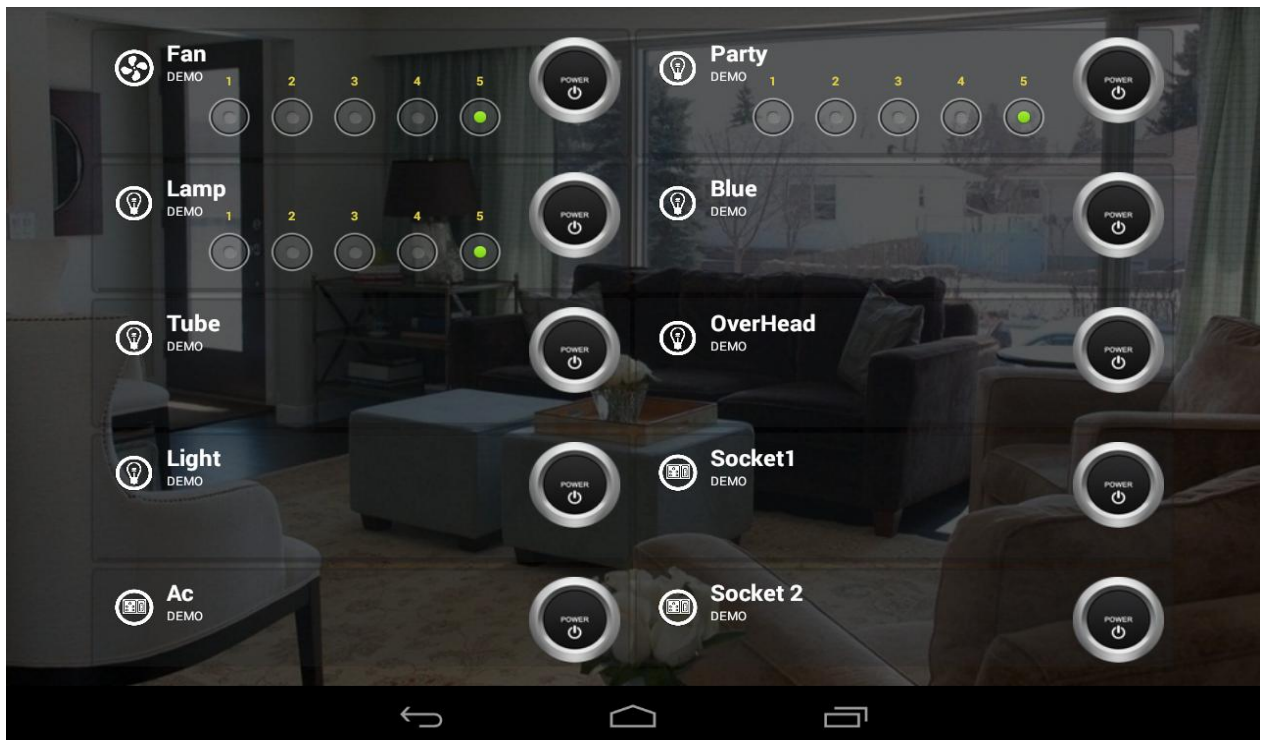 Fan
DEMO
1 2 3 4 5
POWER
Party
DEMO
1 2 3 4 5
POWER
Lamp
DEMO
1 2 3 4 5
POWER
Blue
DEMO
POWER
Tube
DEMO
POWER
OverHead
DEMO
POWER
Light
DEMO
POWER
Socket1
DEMO
POWER
Ac
DEMO
POWER
Socket 2
DEMO
POWER